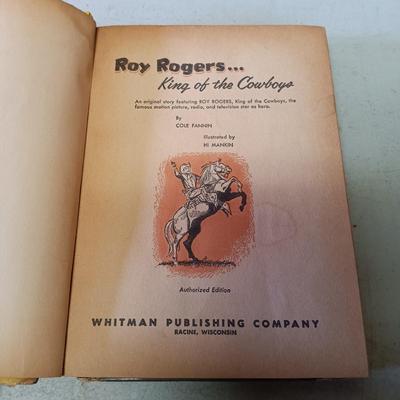 Roy Rogers...
King of the Cowboys
An original story featuring ROY ROGERS, King of the Cowboys, the
famous motion picture, radio, and television star as hero.
By
COLE FANNIN
Illustrated by
HI MANKIN
Authorized Edition
WHITMAN PUBLISHING COMPANY
RACINE, WISCONSIN